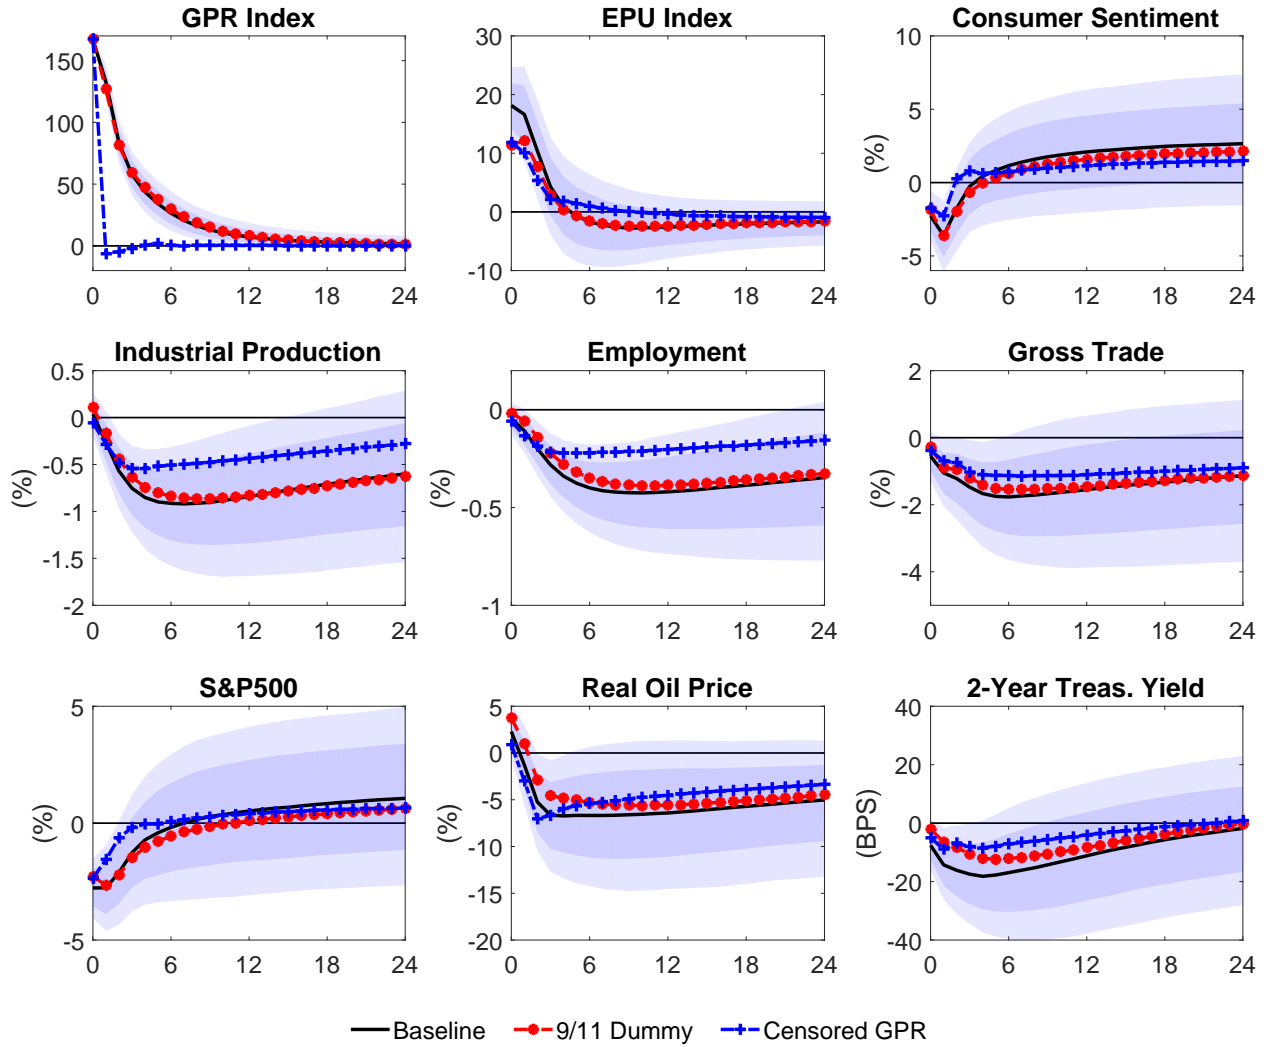 GPR Index
EPU Index
Consumer Sentiment
150
100
50
0
0 6 12 18 24
30
20
10
0
-10
0 6 12 18 24
(%)
10
5
0
-5
0 6 12 18 24
Industrial Production
Employment
Gross Trade
(%)
0.5
0
-0.5
-1
-1.5
-2
0 6 12 18 24
(%)
0
-0.5
-1
0 6 12 18 24
(%)
2
0
-2
-4
0 6 12 18 24
S&P500
Real Oil Price
2-Year Treas. Yield
(%)
5
0
-5
0 6 12 18 24
(%)
5
0
-5
-10
-15
-20
0 6 12 18 24
(BPS)
40
20
0
-20
-40
0 6 12 18 24
Baseline
9/11 Dummy
Censored GPR